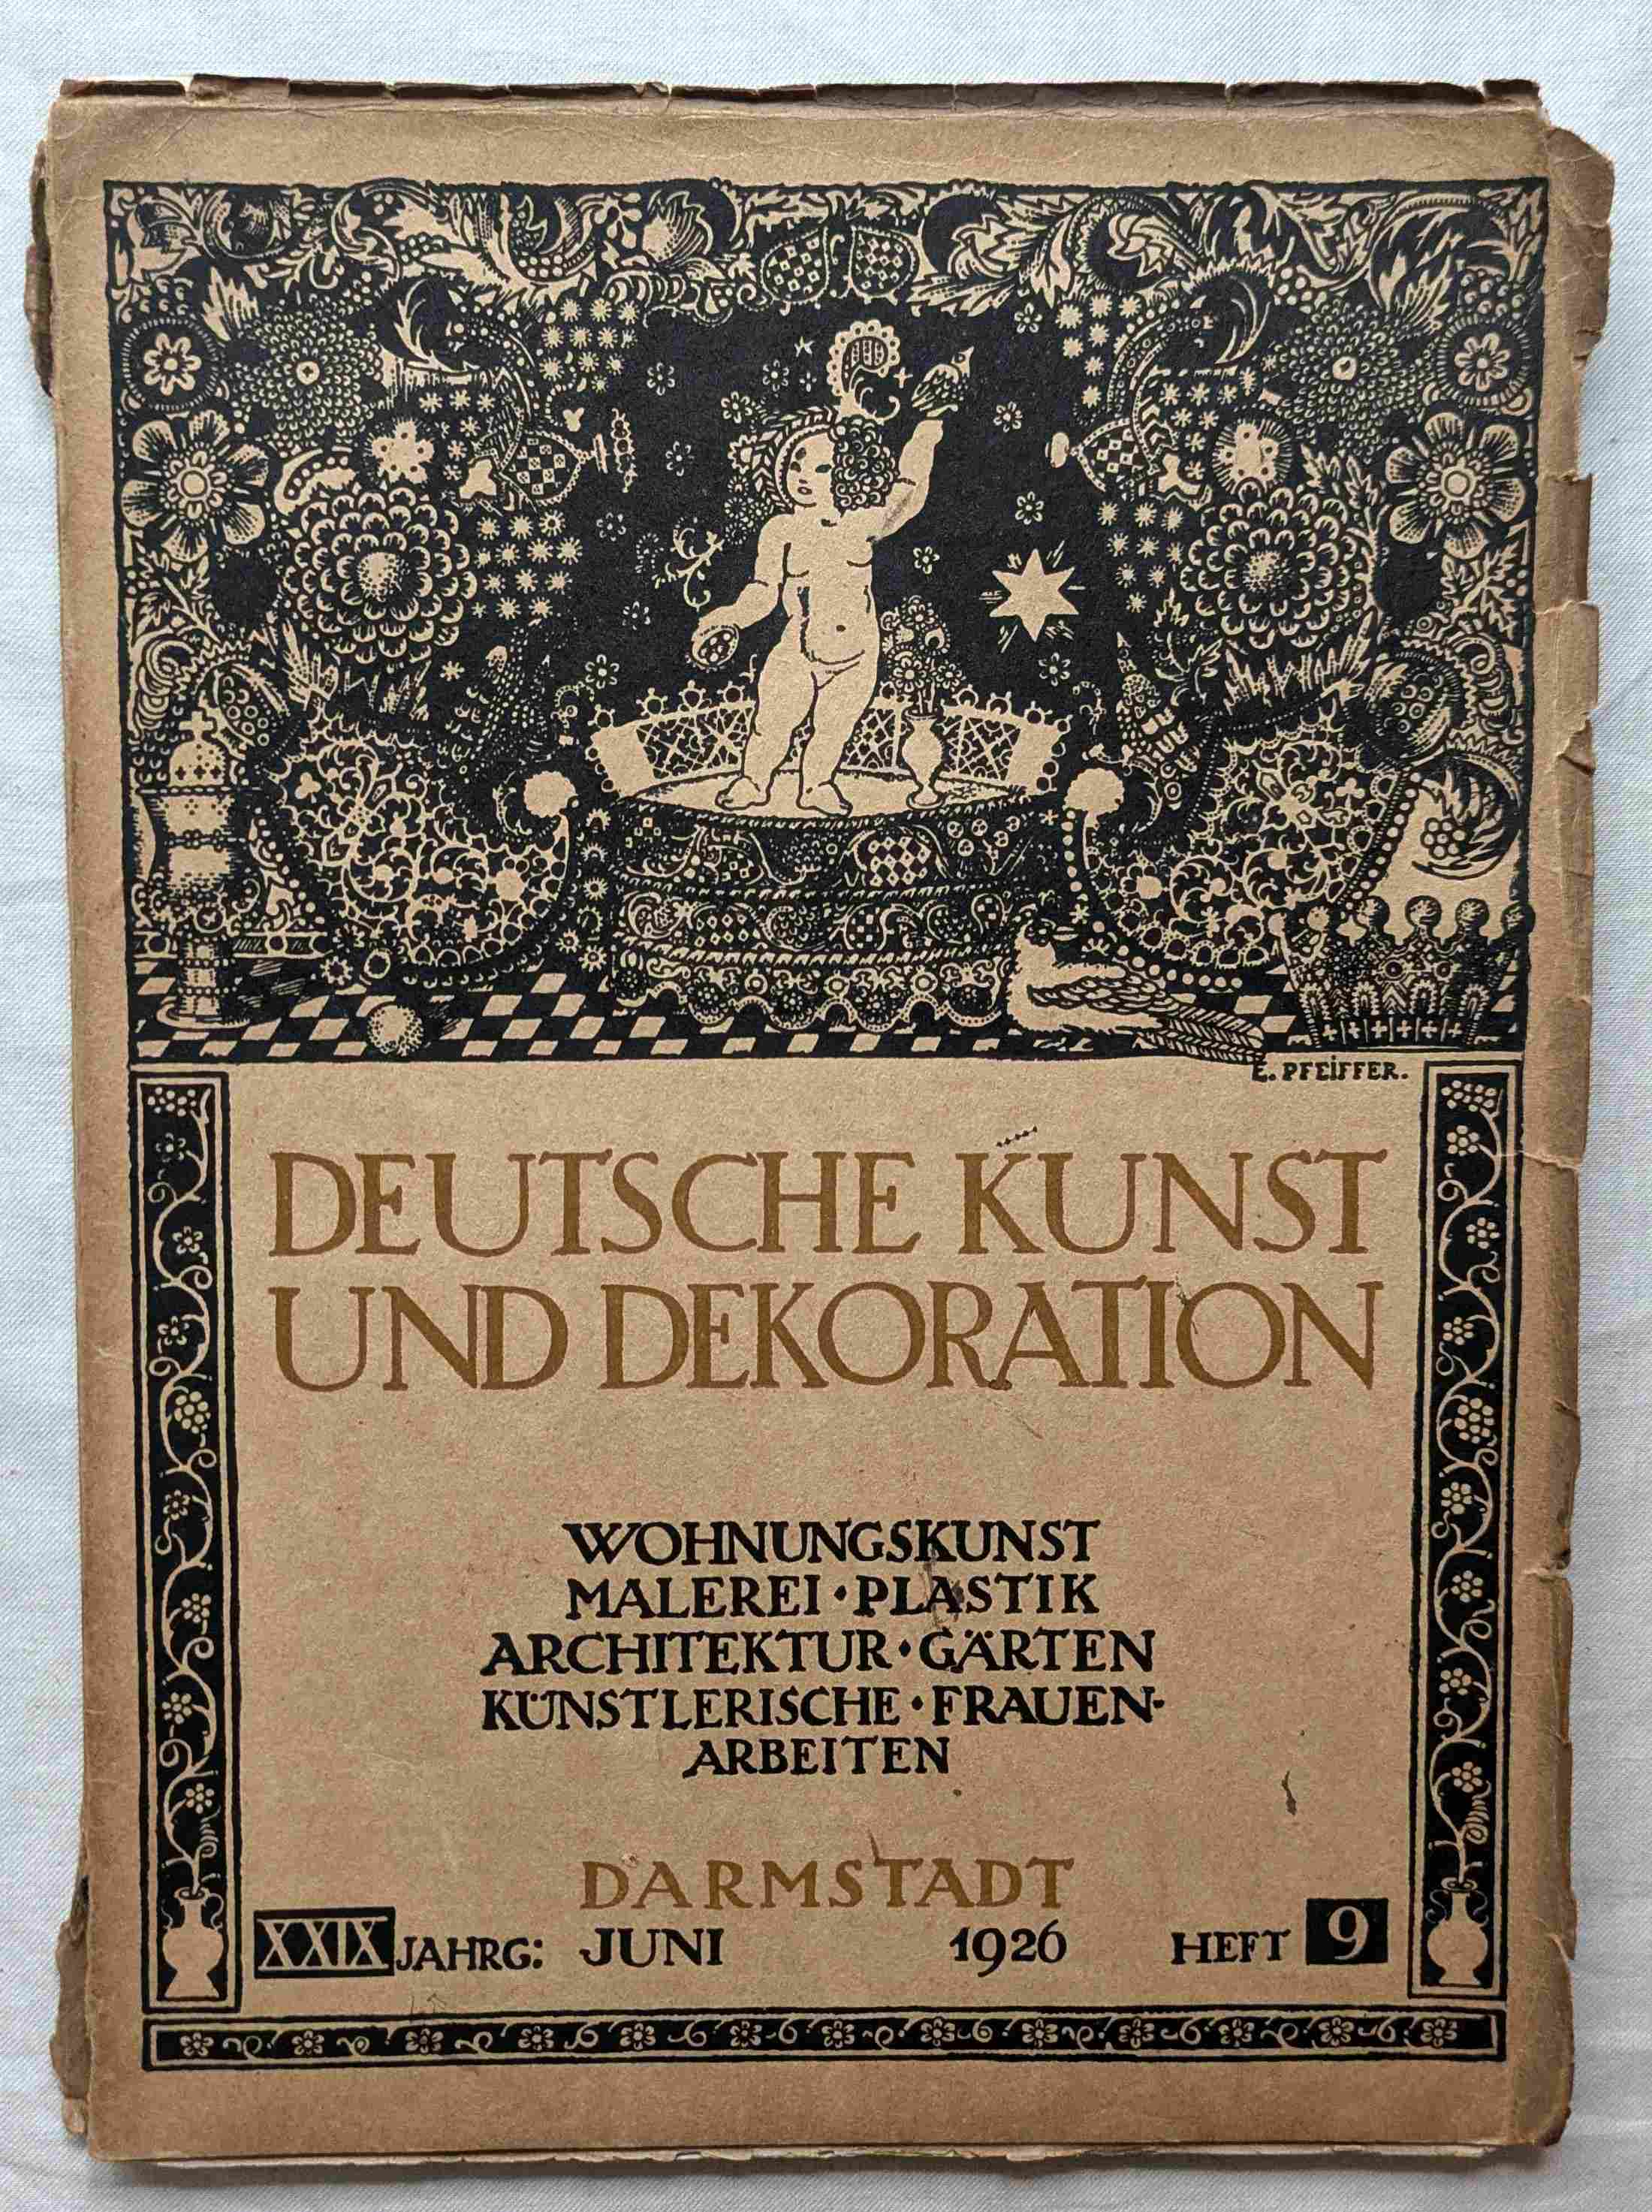 E. PFEIFFER.
DEUTSCHE KUNST
UND DEKORATION
WOHNUNGSKUNST
MALEREI · PLASTIK
ARCHITEKTUR · GÄRTEN
KÜNSTLERISCHE · FRAUEN-
ARBEITEN
DARMSTADT
XXIX JAHRG: JUNI 1926 HEFT 9